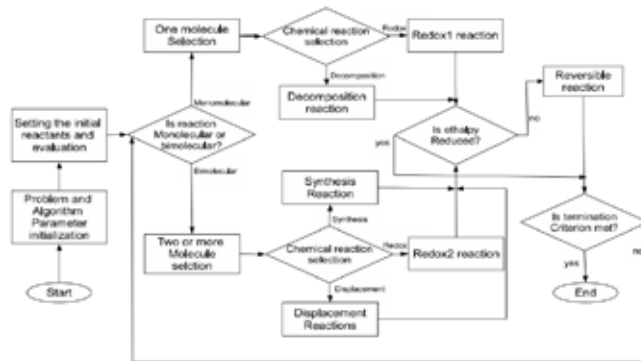 One molecule
Selection
Chemical reaction
selection
Redox
Redox1 reaction
Decomposition
Decomposition
reaction
Reversible
reaction
Monumolecular
Setting the initial
reactants and
evaluation
Is reaction
Monolecular or
bimolecular?
Is ethalpy
Reduced?
no
yes
Bimolecular
Synthesis
Reaction
Problem and
Algorithm
Parameter
initialization
Synthesis
Is termination
Criterion met?
Two or more
Molecule
selction
Chemical reaction
selection
Redox
Redox2 reaction
no
yes
Displacement
Start
Displacement
Reactions
End